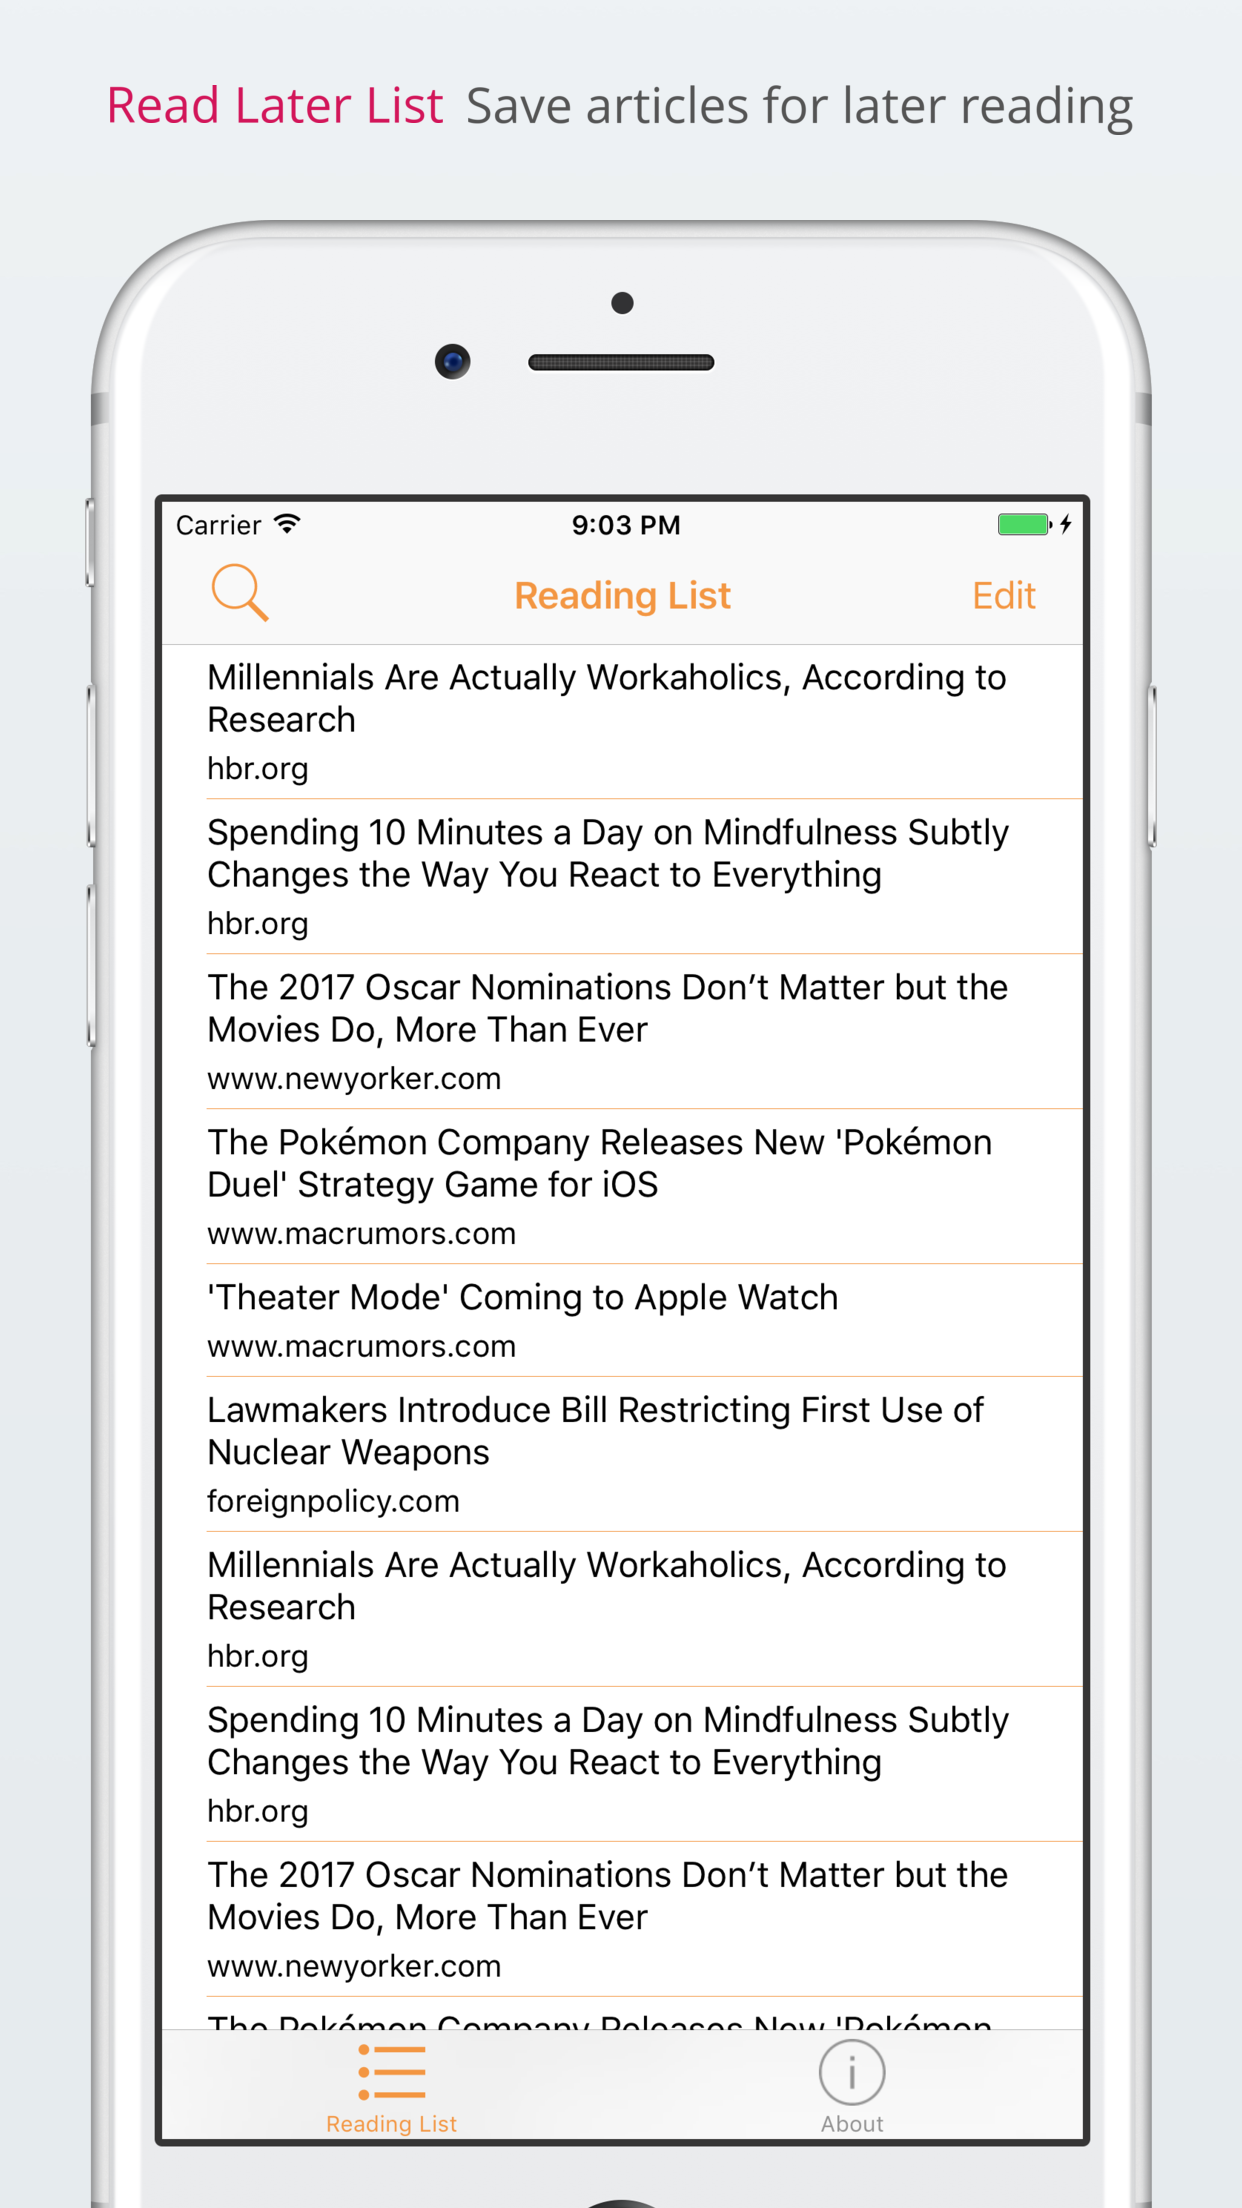 Read Later List Save articles for later reading
Carrier 9:03 PM
Reading List Edit
Millennials Are Actually Workaholics, According to
Research
hbr.org
Spending 10 Minutes a Day on Mindfulness Subtly
Changes the Way You React to Everything
hbr.org
The 2017 Oscar Nominations Don’t Matter but the
Movies Do, More Than Ever
www.newyorker.com
The Pokémon Company Releases New 'Pokémon
Duel' Strategy Game for iOS
www.macrumors.com
'Theater Mode' Coming to Apple Watch
www.macrumors.com
Lawmakers Introduce Bill Restricting First Use of
Nuclear Weapons
foreignpolicy.com
Millennials Are Actually Workaholics, According to
Research
hbr.org
Spending 10 Minutes a Day on Mindfulness Subtly
Changes the Way You React to Everything
hbr.org
The 2017 Oscar Nominations Don’t Matter but the
Movies Do, More Than Ever
www.newyorker.com
The Pokémon Company Releases New 'Pokémon
Reading List About